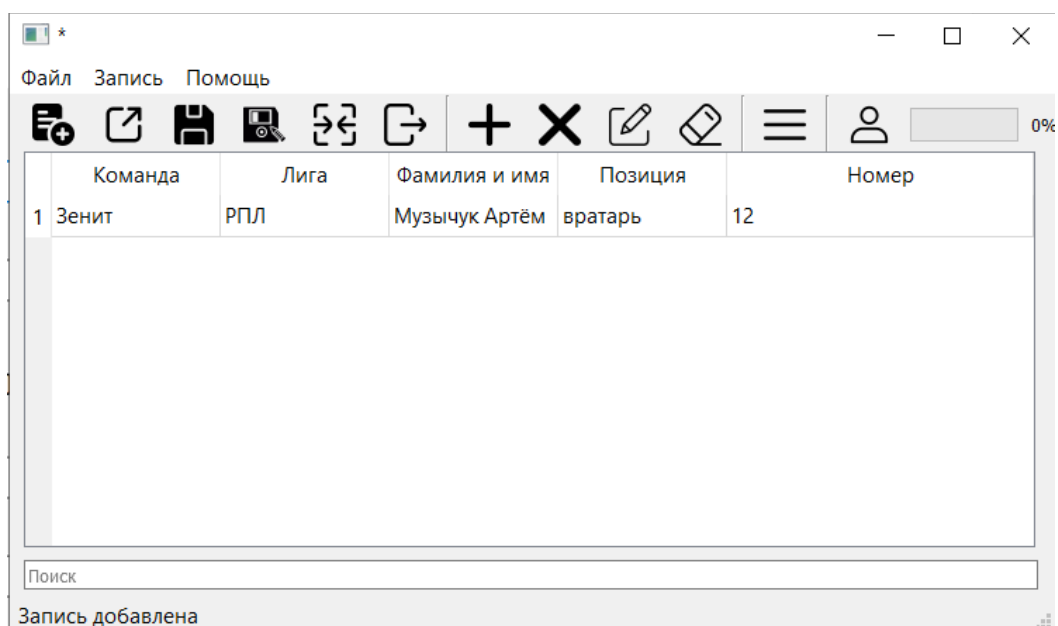 *
Файл Запись Помощь
0%
Команда Лига Фамилия и имя Позиция Номер
1 Зенит РПЛ Музычук Артём вратарь 12
Поиск
Запись добавлена